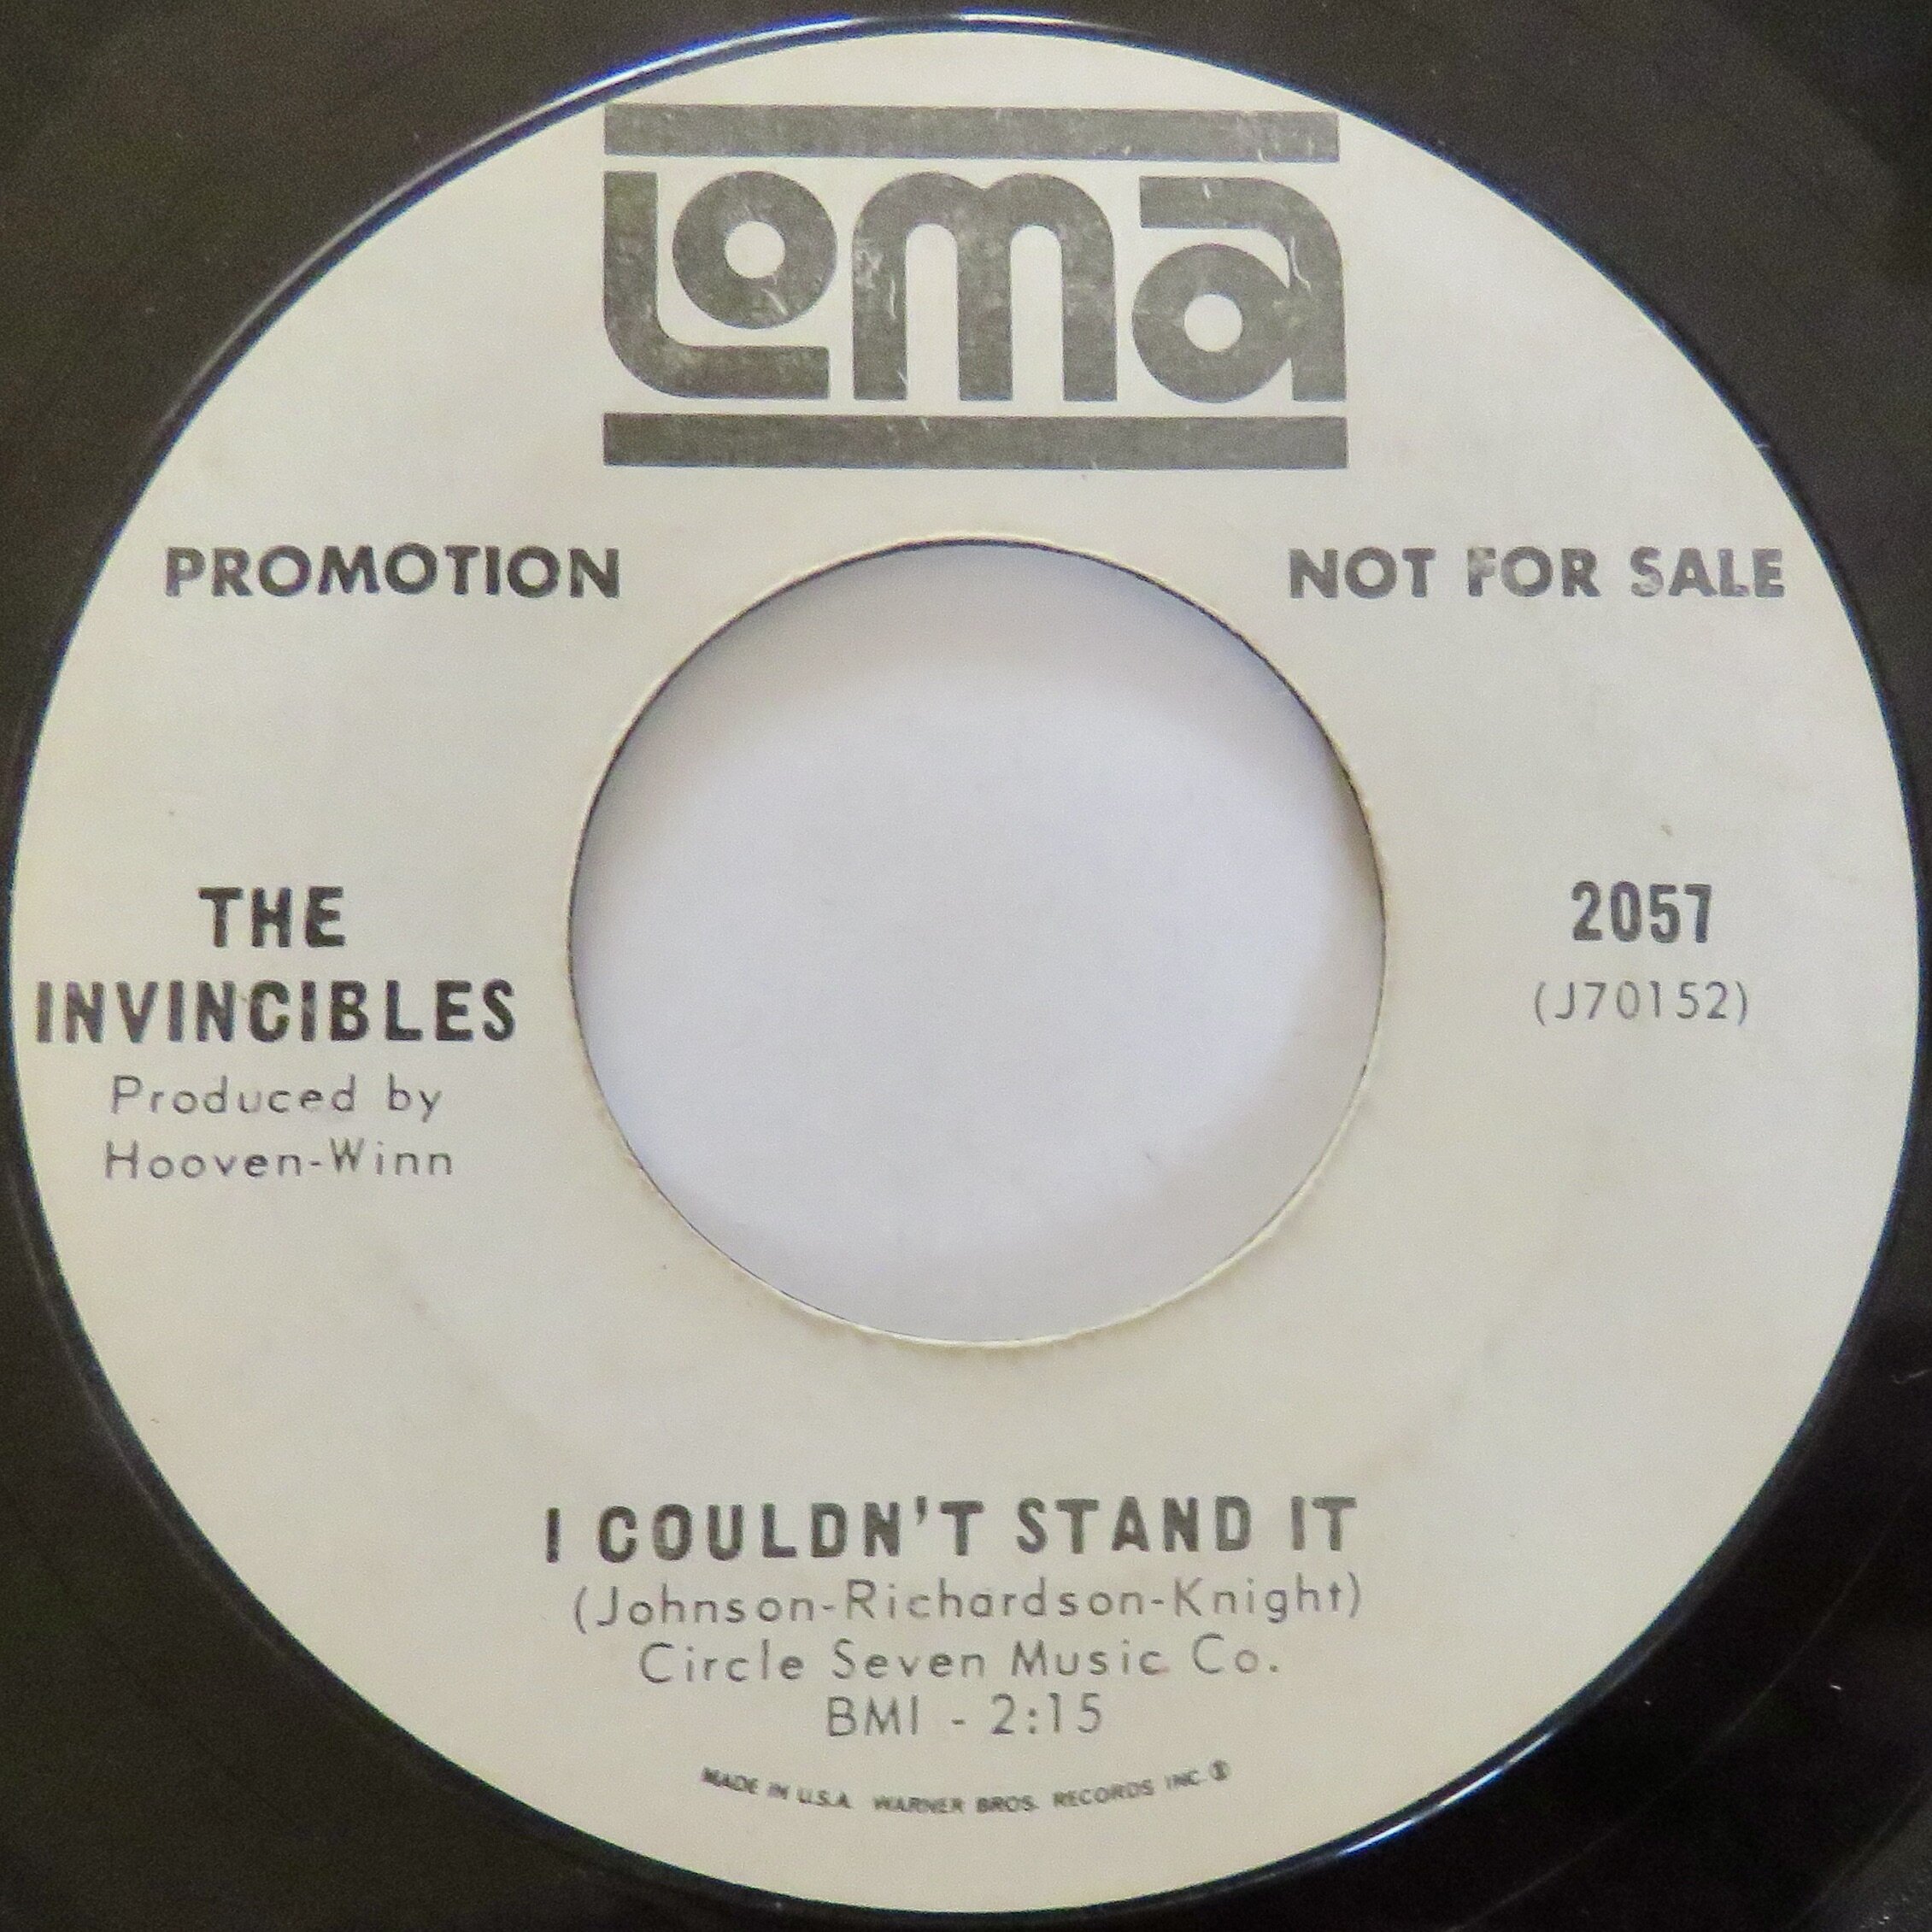 Loma
PROMOTION
NOT FOR SALE
THE
INVINCIBLES
Produced by
Hooven-Winn
2057
(J70152)
I COULDN'T STAND IT
(Johnson-Richardson-Knight)
Circle Seven Music Co.
BMI - 2:15
MADE IN U.S.A. WARNER BROS. RECORDS INC.